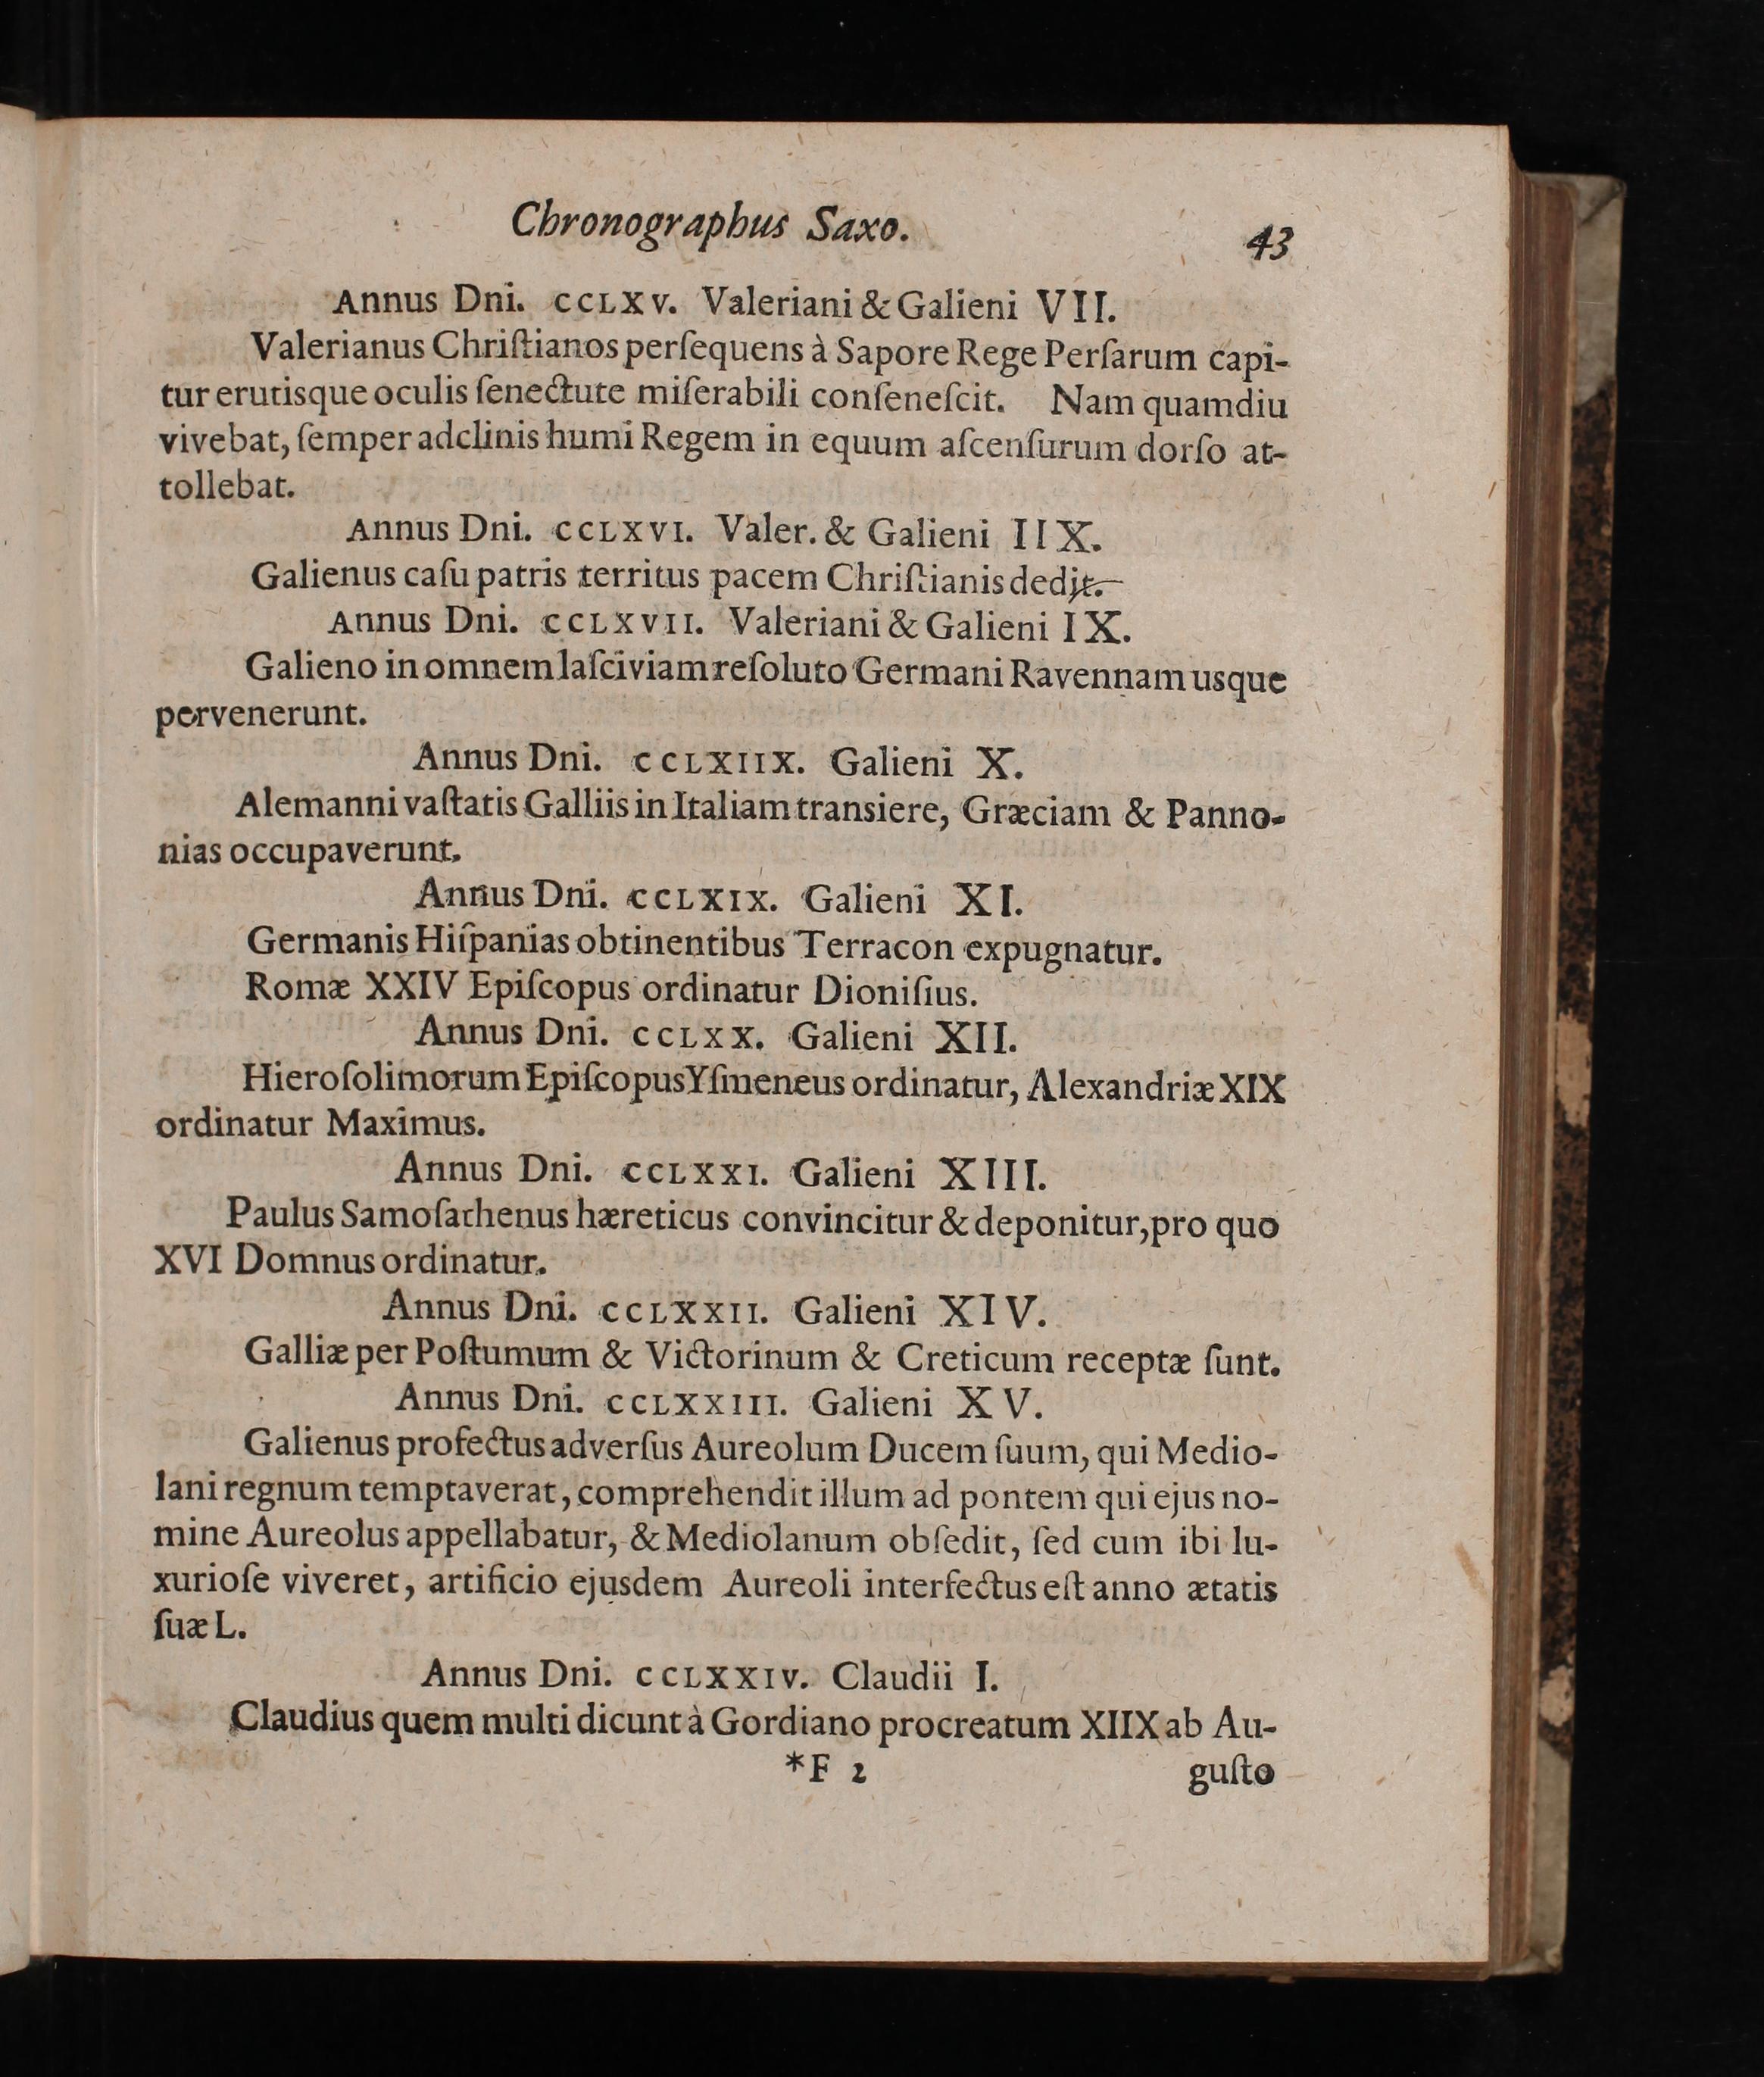 Chronographus Saxo.
43
Annus Dni. CCLXV. Valeriani & Galieni VII.
Valerianus Chriſtianos perſequens à Sapore Rege Perſarum capi-
tur erutisque oculis ſenectute miſerabili conſeneſcit. Nam quamdiu
vivebat, ſemper adclinis humi Regem in equum aſcenſurum dorſo at-
tollebat.
Annus Dni. CCLXVI. Valer. & Galieni IIX.
Galienus caſu patris territus pacem Chriſtianis dedit.
Annus Dni. CCLXVII. Valeriani & Galieni IX.
Galieno in omnem laſciviam reſoluto Germani Ravennam usque
pervenerunt.
Annus Dni. CCLXIIX. Galieni X.
Alemanni vaſtatis Galliis in Italiam transiere, Græciam & Panno-
nias occupaverunt.
Annus Dni. CCLXIX. Galieni XI.
Germanis Hiſpanias obtinentibus Terracon expugnatur.
Romæ XXIV Epiſcopus ordinatur Dioniſius.
Annus Dni. CCLXX. Galieni XII.
Hieroſolimorum Epiſcopus Yſmeneus ordinatur, Alexandriæ XIX
ordinatur Maximus.
Annus Dni. CCLXXI. Galieni XIII.
Paulus Samoſathenus hæreticus convincitur & deponitur, pro quo
XVI Domnus ordinatur.
Annus Dni. CCLXXII. Galieni XIV.
Galliæ per Poſtumum & Victorinum & Creticum receptæ ſunt.
Annus Dni. CCLXXIII. Galieni XV.
Galienus profectus adverſus Aureolum Ducem ſuum, qui Medio-
lani regnum temptaverat, comprehendit illum ad pontem qui ejus no-
mine Aureolus appellabatur, & Mediolanum obſedit, ſed cum ibi lu-
xurioſe viveret, artificio ejusdem Aureoli interfectus eſt anno ætatis
ſuæ L.
Annus Dni. CCLXXIV. Claudii I.
Claudius quem multi dicunt à Gordiano procreatum XIIX ab Au-
*F 2
guſto